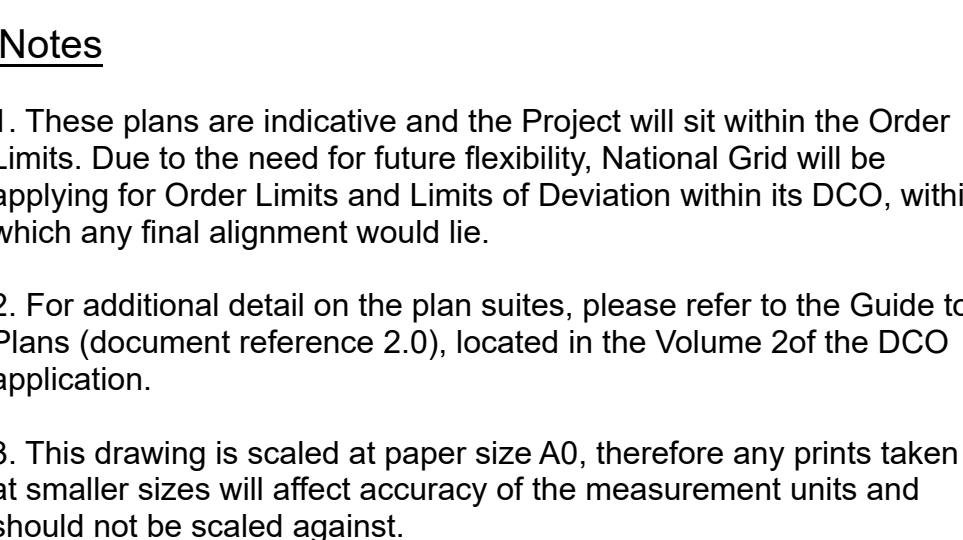 Notes
1. These plans are indicative and the Project will sit within the Order
Limits. Due to the need for future flexibility, National Grid will be
applying for Order Limits and Limits of Deviation within its DCO, withi
which any final alignment would lie.
2. For additional detail on the plan suites, please refer to the Guide to
Plans (document reference 2.0), located in the Volume 2of the DCO
application.
3. This drawing is scaled at paper size A0, therefore any prints taken
at smaller sizes will affect accuracy of the measurement units and
should not be scaled against.